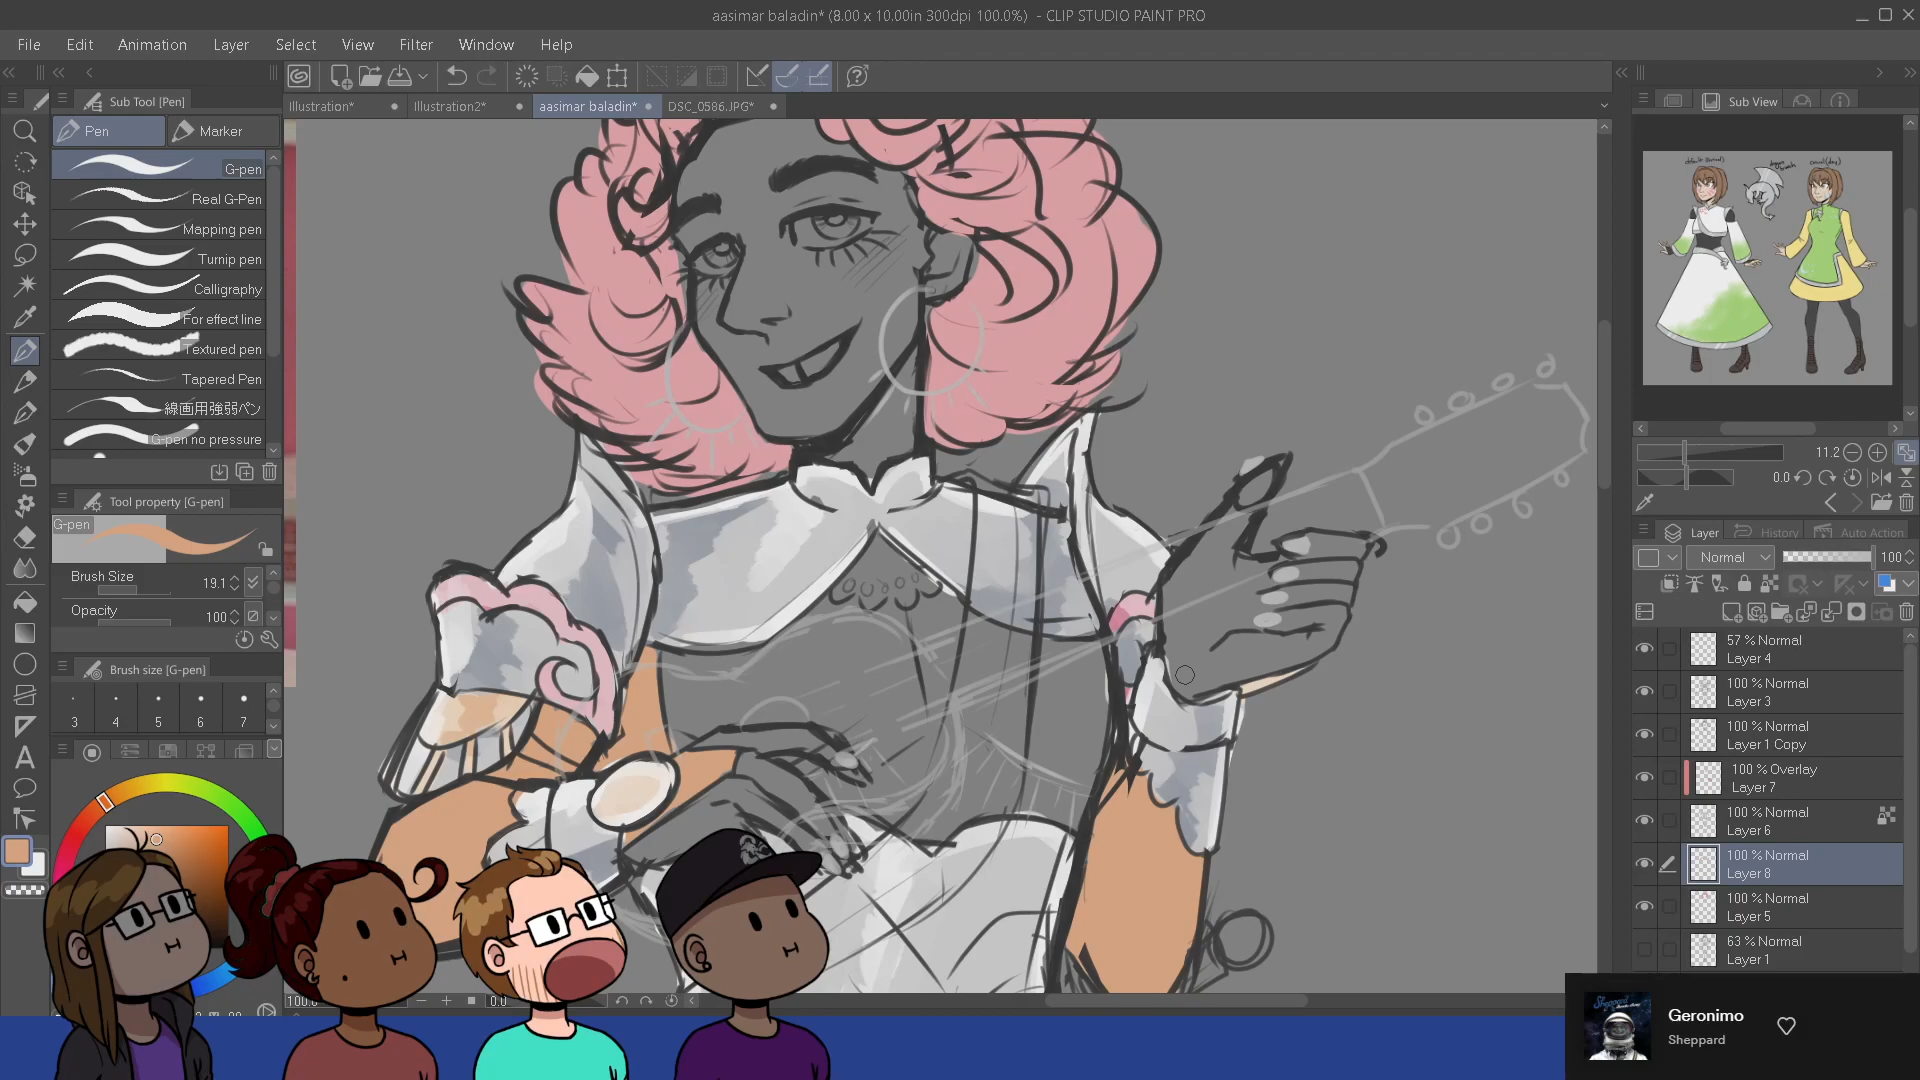 aasimar baladin* (8.00 x 10.00in 300dpi 100.0%) - CLIP STUDIO PAINT PRO
File Edit Animation Layer Select View Filter Window Help
Sub Tool [Pen]
Illustration* Illustration2* aasimar baladin* DSC_0586.JPG*
Sub View
Pen Marker
G-pen
Real G-Pen
Mapping pen
Turnip pen
Calligraphy
For effect line
Textured pen
Tapered Pen
線画用強弱ペン
G-pen no pressure
Tool property [G-pen]
G-pen
Brush Size 19.1
Opacity 100
Brush size [G-pen]
3 4 5 6 7
100.0 0.0
11.2
0.0
Layer History Auto Action
Normal 100
57 % Normal
Layer 4
100 % Normal
Layer 3
100 % Normal
Layer 1 Copy
100 % Overlay
Layer 7
100 % Normal
Layer 6
100 % Normal
Layer 8
100 % Normal
Layer 5
63 % Normal
Layer 1
Sheppard
Geronimo
Sheppard